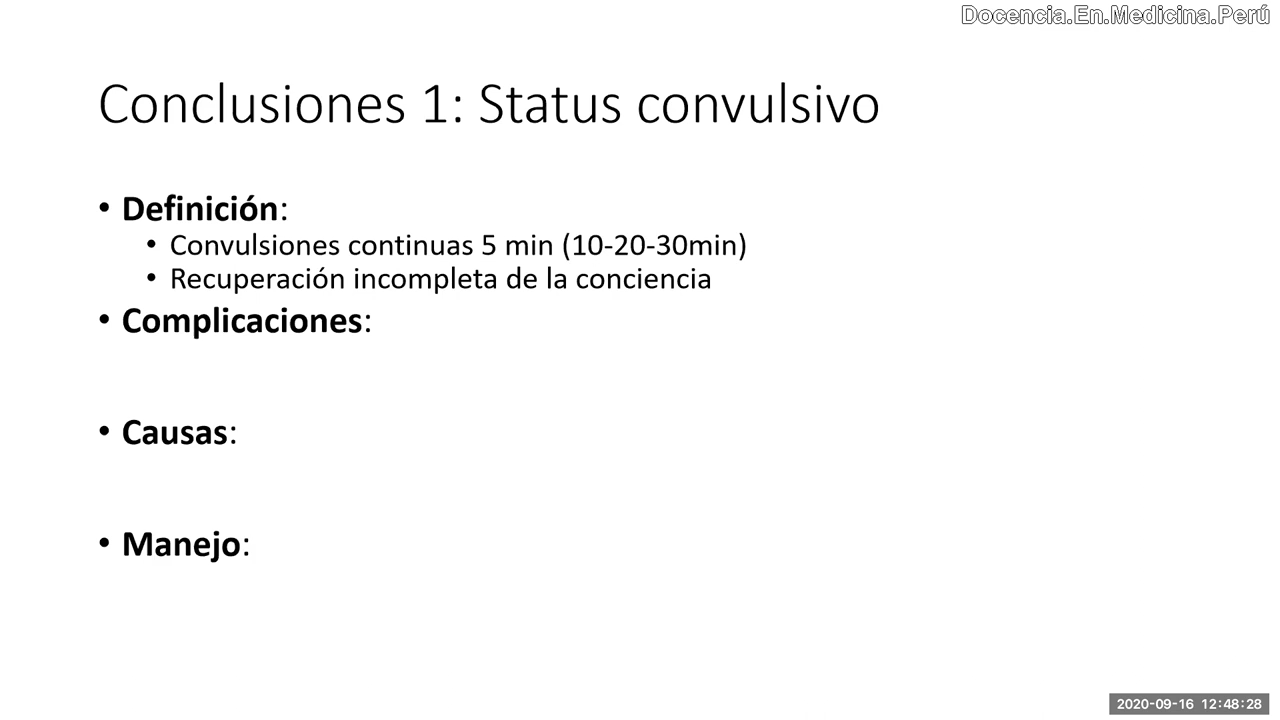 Docencia.En.Medicina.Perú
Conclusiones 1: Status convulsivo
• Definición:
• Convulsiones continuas 5 min (10-20-30min)
• Recuperación incompleta de la conciencia
• Complicaciones:
• Causas:
• Manejo:
2020-09-16 12:48:28